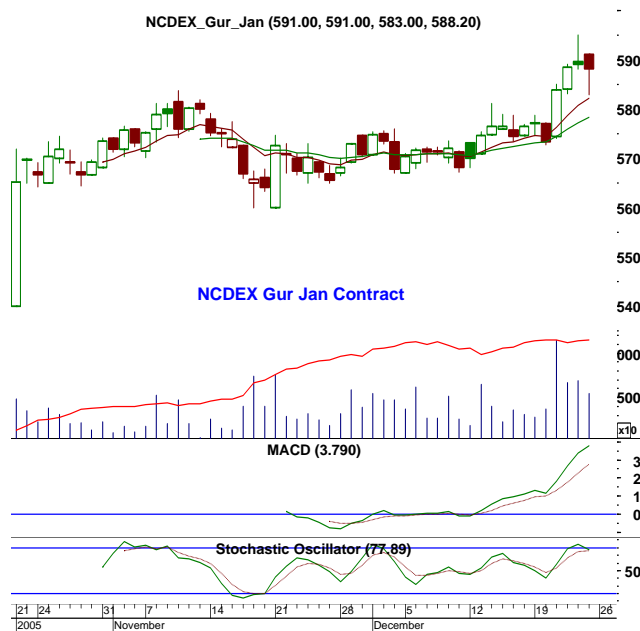 NCDEX_Gur_Jan (591.00, 591.00, 583.00, 588.20)
590
580
570
560
550
540
NCDEX Gur Jan Contract
000
500
x10
MACD (3.790)
3
2
1
0
Stochastic Oscillator (77.89)
50
21 24 31 7 14 21 28 5 12 19 26
2005 November December